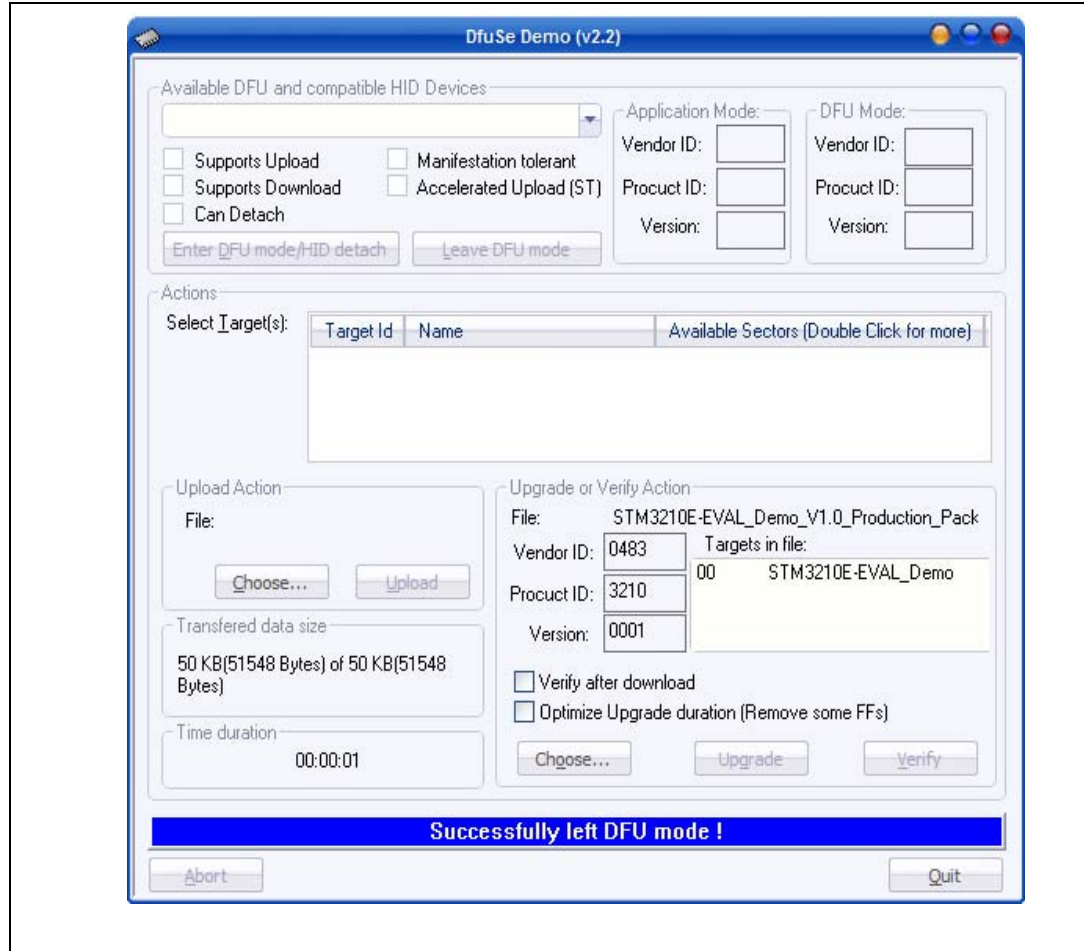 DfuSe Demo (v2.2)
Available DFU and compatible HID Devices
Supports Upload
Manifestation tolerant
Supports Download
Accelerated Upload (ST)
Can Detach
Enter DFU mode/HID detach
Leave DFU mode
Application Mode:
Vendor ID:
Procuct ID:
Version:
DFU Mode:
Vendor ID:
Procuct ID:
Version:
Actions
Select Target(s):
Target Id Name Available Sectors (Double Click for more)
Upload Action
File:
Choose... Upload
Transfered data size
50 KB(51548 Bytes) of 50 KB(51548
Bytes)
Time duration
00:00:01
Upgrade or Verify Action
File: STM3210E-EVAL_Demo_V1.0_Production_Pack
Vendor ID: 0483
Procuct ID: 3210
Version: 0001
Targets in file:
00 STM3210E-EVAL_Demo
Verify after download
Optimize Upgrade duration (Remove some FFs)
Choose... Upgrade Verify
Successfully left DFU mode !
Abort Quit